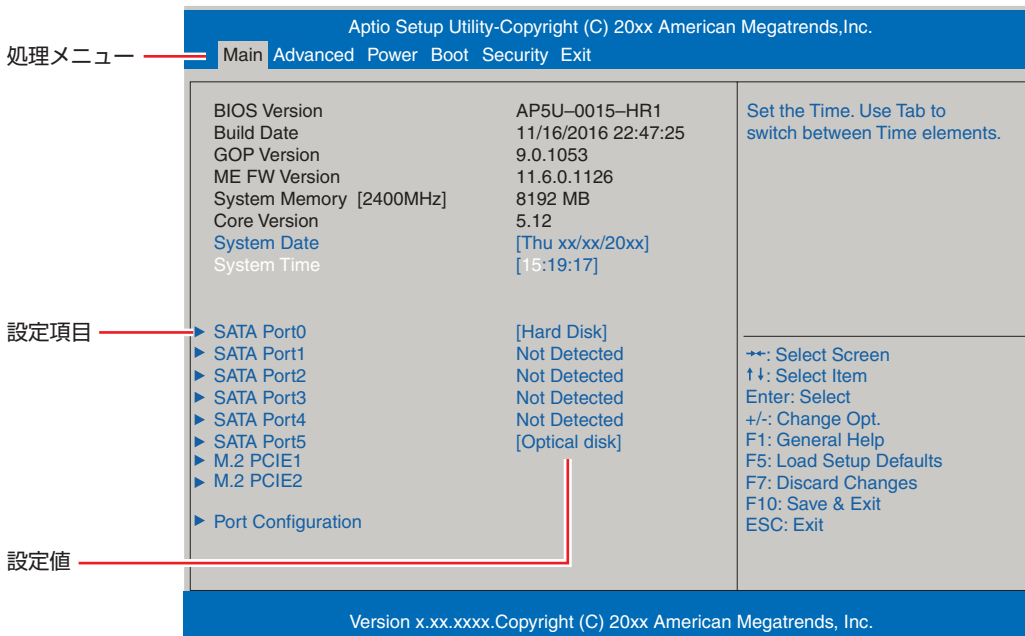 Aptio Setup Utility-Copyright (C) 20xx American Megatrends,Inc.
処理メニュー
Main Advanced Power Boot Security Exit
BIOS Version AP5U–0015–HR1
Build Date 11/16/2016 22:47:25
GOP Version 9.0.1053
ME FW Version 11.6.0.1126
System Memory [2400MHz] 8192 MB
Core Version 5.12
System Date [Thu xx/xx/20xx]
System Time [15:19:17]
Set the Time. Use Tab to
switch between Time elements.
設定項目
SATA Port0 [Hard Disk]
SATA Port1 Not Detected
SATA Port2 Not Detected
SATA Port3 Not Detected
SATA Port4 Not Detected
SATA Port5 [Optical disk]
M.2 PCIE1
M.2 PCIE2
Port Configuration
設定値
→←: Select Screen
↑↓: Select Item
Enter: Select
+/-: Change Opt.
F1: General Help
F5: Load Setup Defaults
F7: Discard Changes
F10: Save & Exit
ESC: Exit
Version x.xx.xxxx.Copyright (C) 20xx American Megatrends, Inc.